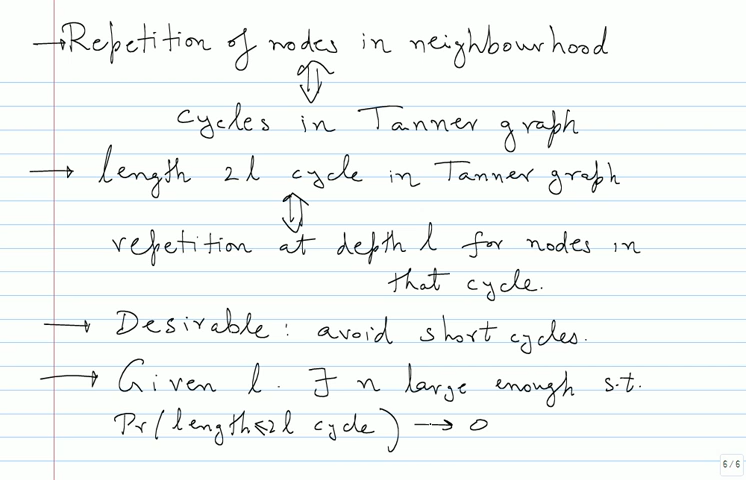 → Repetition of nodes in neighbourhood
⇕
cycles in Tanner graph
→ length 2l cycle in Tanner graph
⇕
repetition at depth l for nodes in
that cycle.
→ Desirable: avoid short cycles.
→ Given l. ∃ n large enough s.t.
Pr(length≤2l cycle) → 0
6/6